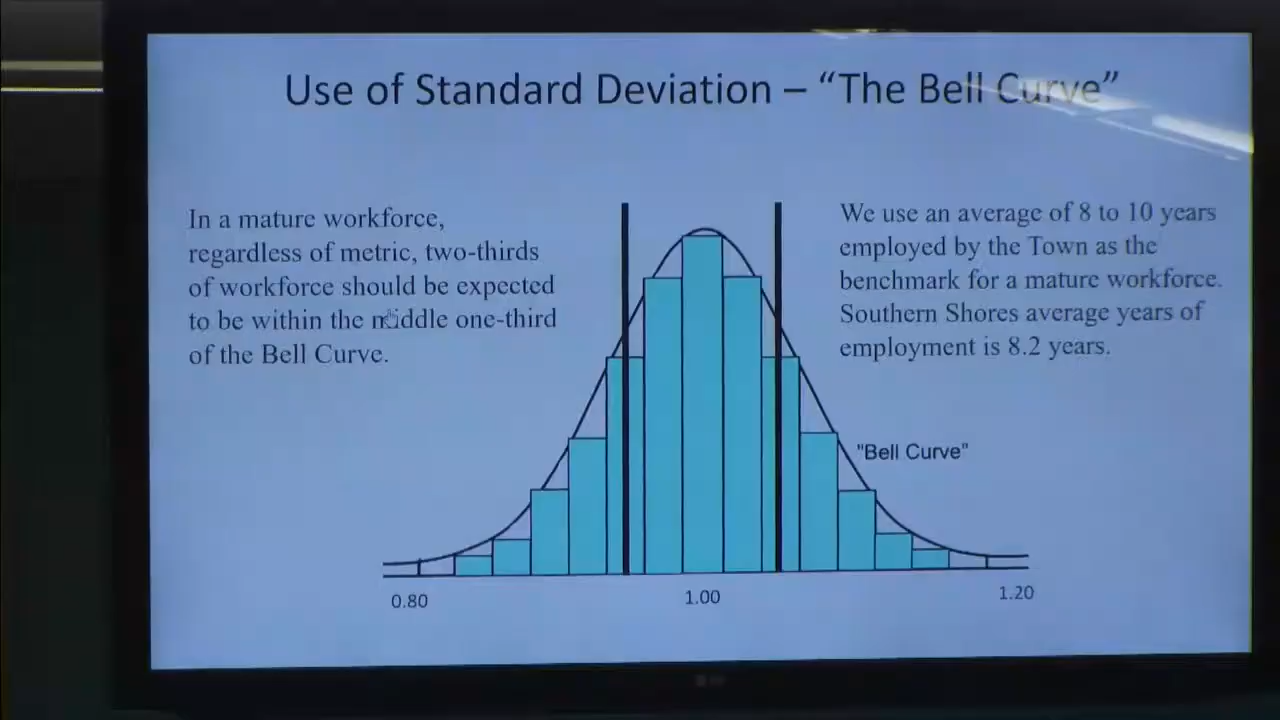 Use of Standard Deviation – “The Bell Curve”
In a mature workforce,
regardless of metric, two-thirds
of workforce should be expected
to be within the middle one-third
of the Bell Curve.
We use an average of 8 to 10 years
employed by the Town as the
benchmark for a mature workforce.
Southern Shores average years of
employment is 8.2 years.
"Bell Curve"
0.80
1.00
1.20